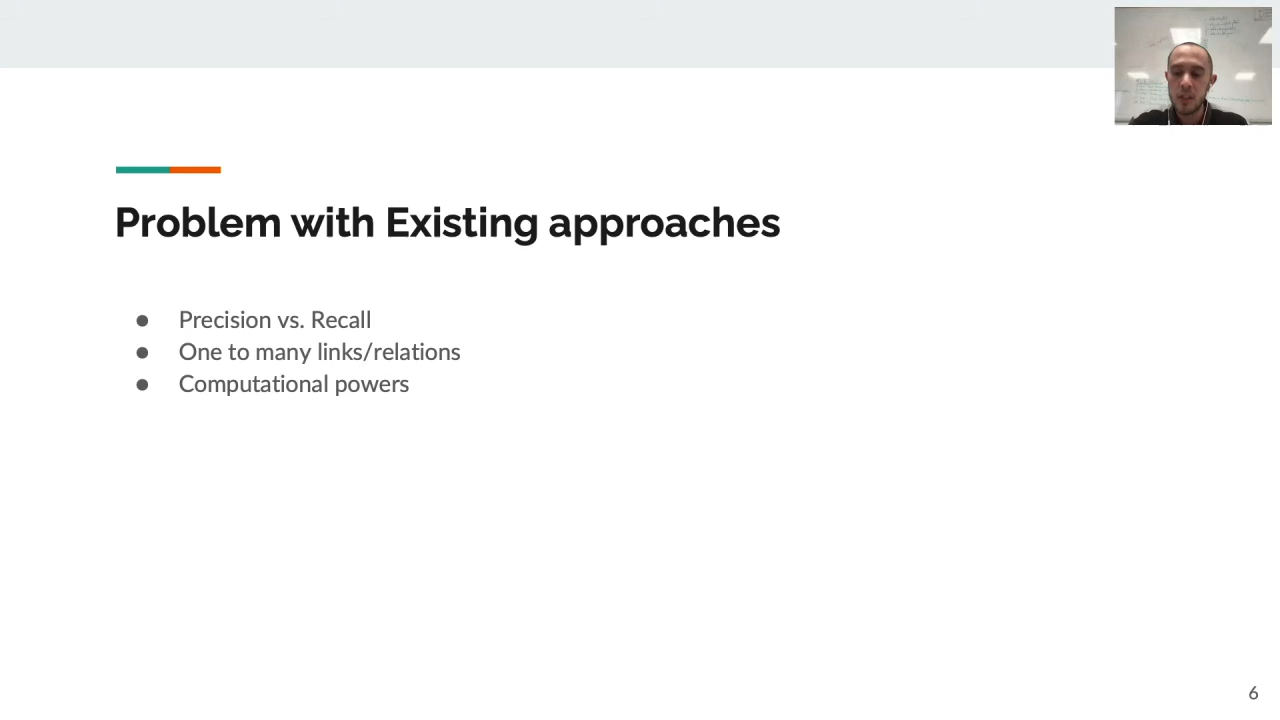 Problem with Existing approaches
● Precision vs. Recall
● One to many links/relations
● Computational powers
6